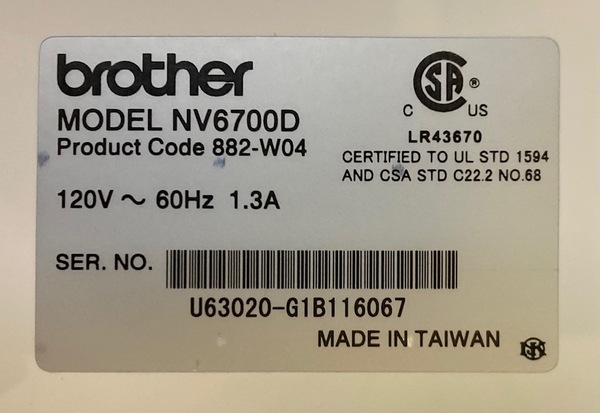 brother
MODEL NV6700D
Product Code 882-W04
120V ~ 60Hz 1.3A
SA ®
C US
LR43670
CERTIFIED TO UL STD 1594
AND CSA STD C22.2 NO.68
SER. NO.
U63020-G1B116067
MADE IN TAIWAN